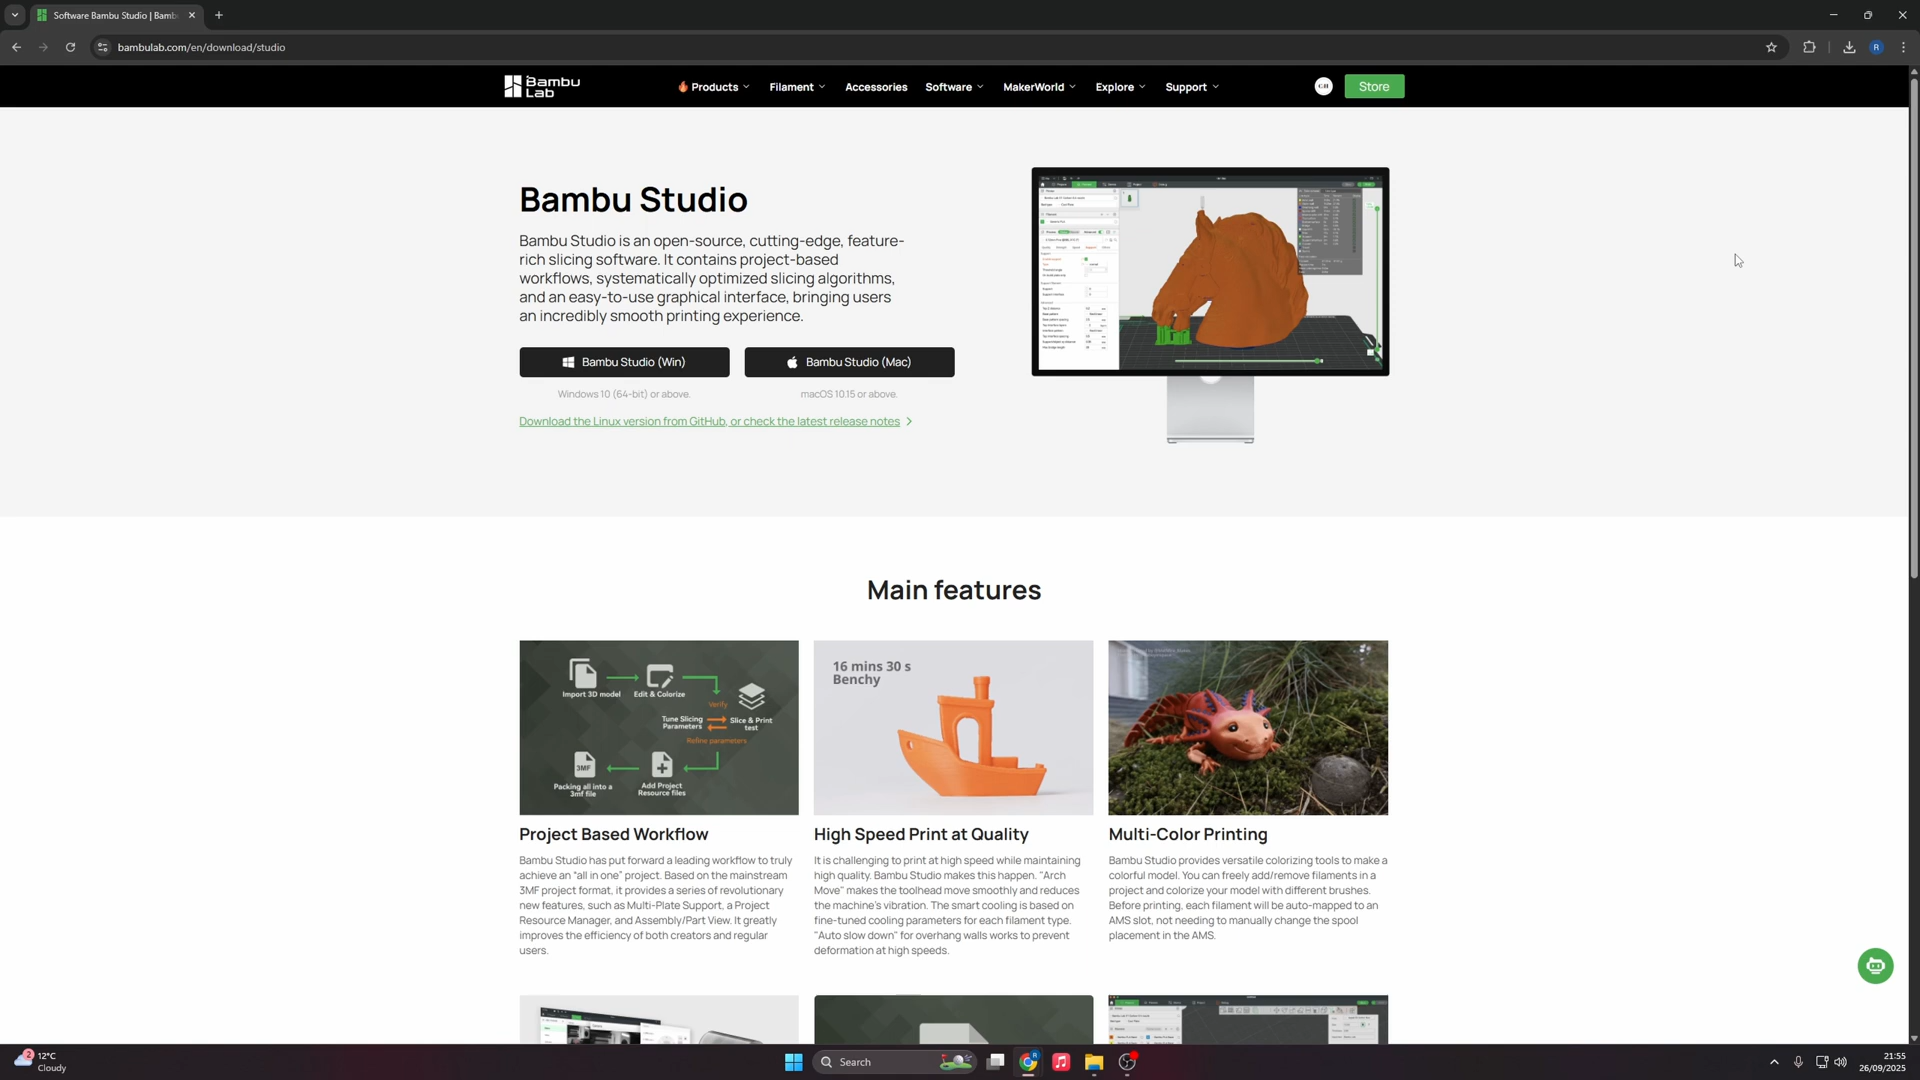 Software Bambu Studio | Bamb
bambulab.com/en/download/studio
R
Bambu
Lab
Products
Filament
Accessories
Software
MakerWorld
Explore
Support
Store
Bambu Studio
Bambu Studio is an open-source, cutting-edge, feature-
rich slicing software. It contains project-based
workflows, systematically optimized slicing algorithms,
and an easy-to-use graphical interface, bringing users
an incredibly smooth printing experience.
Bambu Studio (Win)
Bambu Studio (Mac)
Windows 10 (64-bit) or above.
macOS 10.15 or above.
Download the Linux version from GitHub, or check the latest release notes
Main features
Import 3D model
Edit & Colorize
Verify
Tune Slicing
Parameters
Slice & Print
test
Refine parameters
3MF
Packing all into a
3mf file
Add Project
Resource files
16 mins 30 s
Benchy
Project Based Workflow
Bambu Studio has put forward a leading workflow to truly
achieve an "all in one" project. Based on the mainstream
3MF project format, it provides a series of revolutionary
new features, such as Multi-Plate Support, a Project
Resource Manager, and Assembly/Part View. It greatly
improves the efficiency of both creators and regular
users.
High Speed Print at Quality
It is challenging to print at high speed while maintaining
high quality. Bambu Studio makes this happen. "Arch
Move" makes the toolhead move smoothly and reduces
the machine's vibration. The smart cooling is based on
fine-tuned cooling parameters for each filament type.
"Auto slow down" for overhang walls works to prevent
deformation at high speeds.
Multi-Color Printing
Bambu Studio provides versatile colorizing tools to make a
colorful model. You can freely add/remove filaments in a
project and colorize your model with different brushes.
Before printing, each filament will be auto-mapped to an
AMS slot, not needing to manually change the spool
placement in the AMS.
2
12°C
Cloudy
Search
R
21:55
26/09/2025